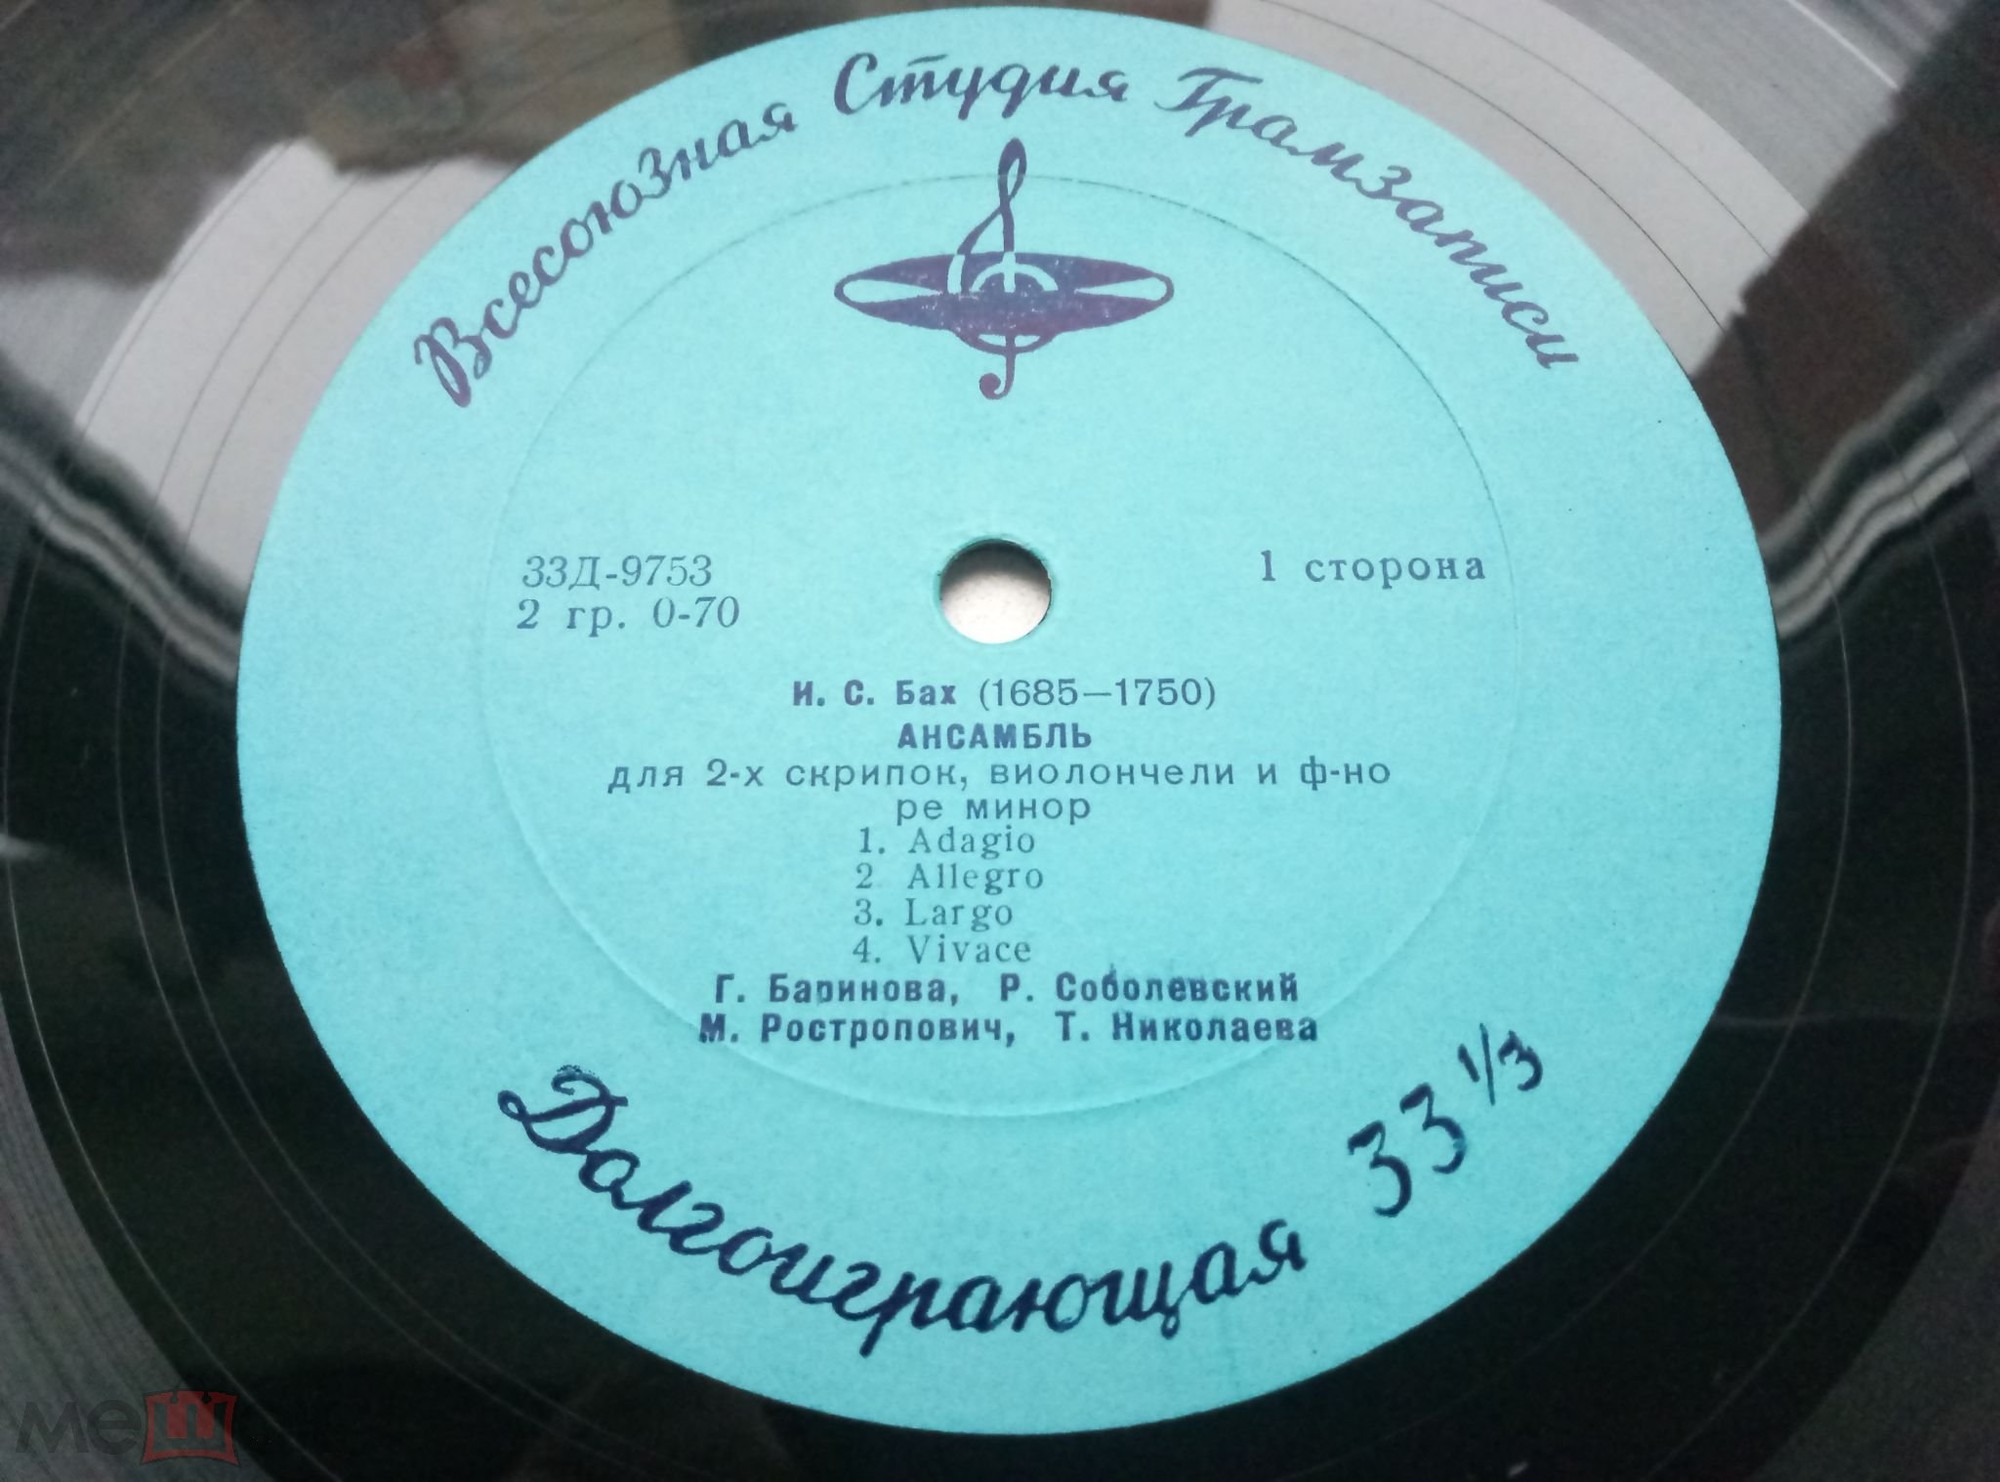 Всесоюзная Студия Грамзаписи
33Д-9753
2 гр. 0-70
1 сторона
И. С. Бах (1685—1750)
АНСАМБЛЬ
для 2-х скрипок, виолончели и ф-но
ре минор
1. Adagio
2 Allegro
3. Largo
4. Vivace
Г. Баринова, Р. Соболевский
М. Ростропович, Т. Николаева
Долгоиграющая 33 1/3
мешок